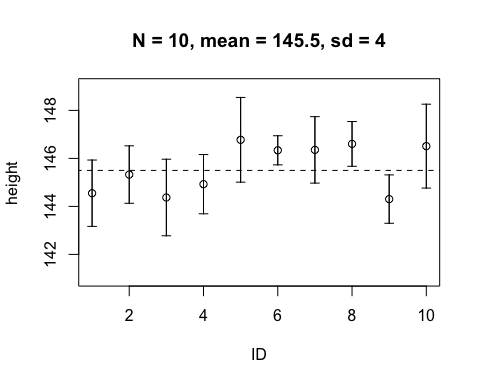 N = 10, mean = 145.5, sd = 4
height
148
146
144
142
2 4 6 8 10
ID